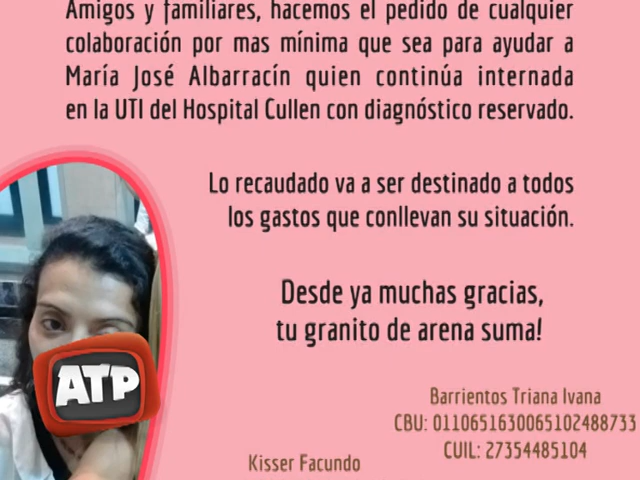 Amigos y familiares, hacemos el pedido de cualquier
colaboración por mas mínima que sea para ayudar a
María José Albarracín quien continúa internada
en la UTI del Hospital Cullen con diagnóstico reservado.
Lo recaudado va a ser destinado a todos
los gastos que conllevan su situación.
Desde ya muchas gracias,
tu granito de arena suma!
ATP
Barrientos Triana Ivana
CBU: 0110651630065102488733
CUIL: 27354485104
Kisser Facundo